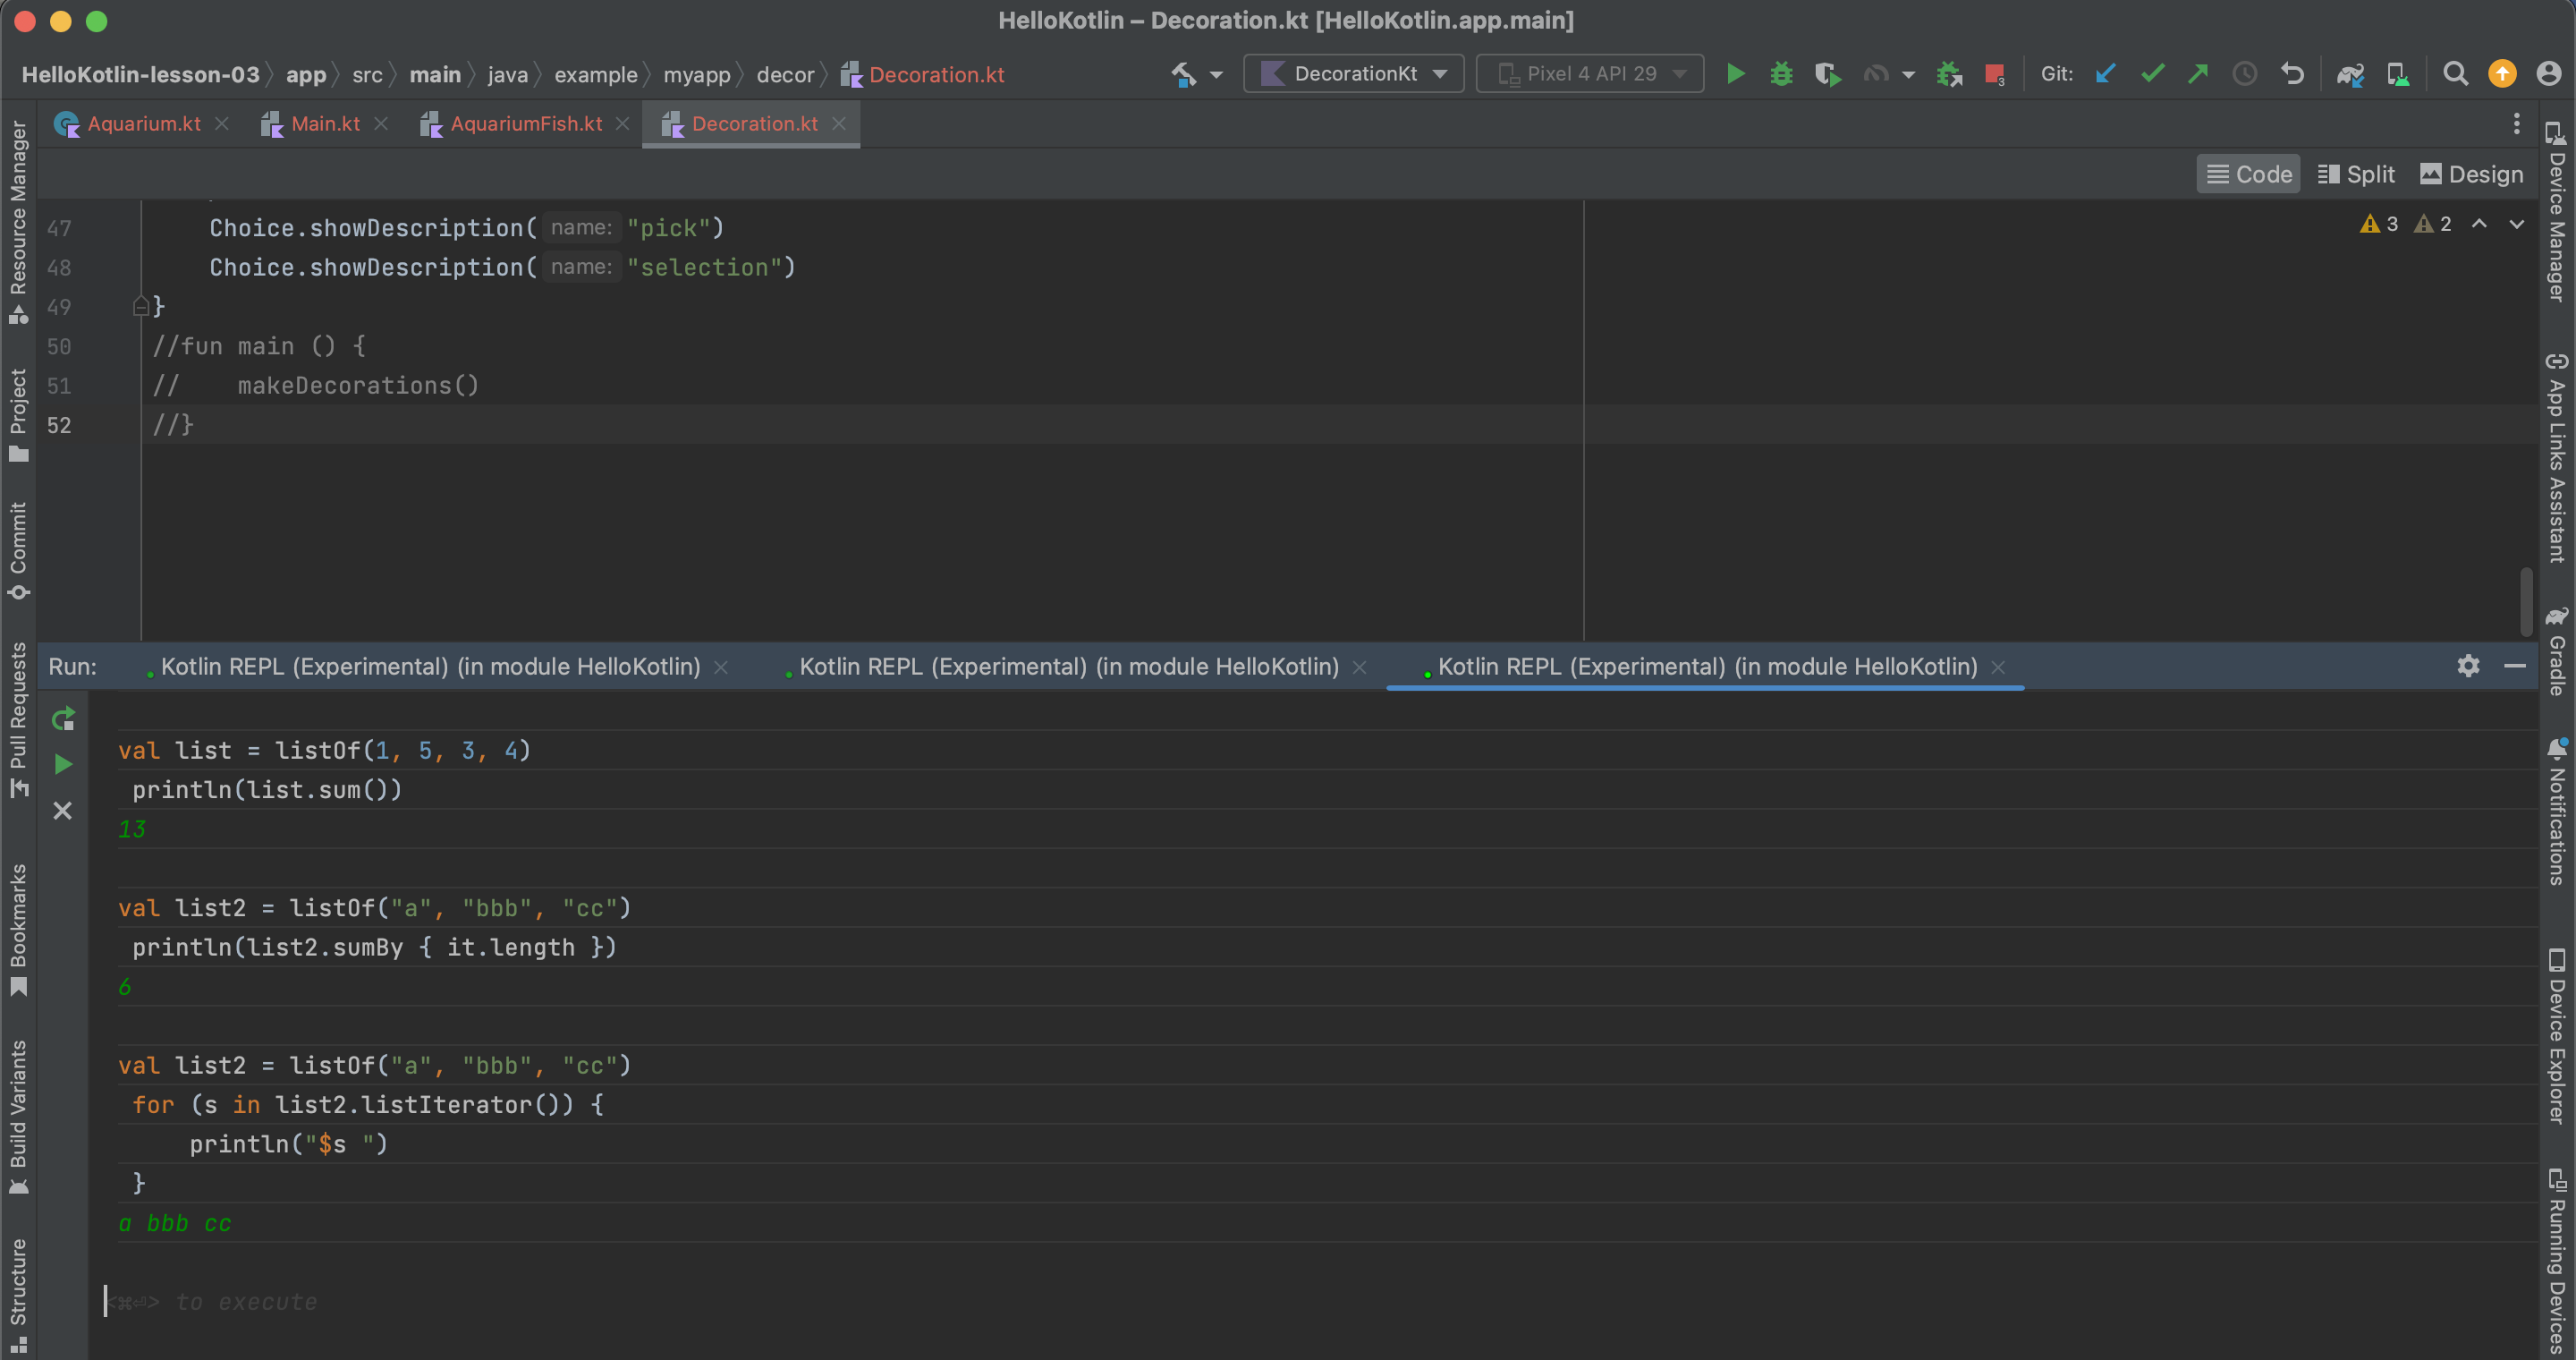 HelloKotlin – Decoration.kt [HelloKotlin.app.main]
HelloKotlin-lesson-03 app src main java example myapp decor Decoration.kt
DecorationKt Pixel 4 API 29 3 Git:
Aquarium.kt Main.kt AquariumFish.kt Decoration.kt
Code Split Design
3 2
47 Choice.showDescription( name: "pick")
48 Choice.showDescription( name: "selection")
49 }
50 //fun main () {
51 //    makeDecorations()
52 //}
Run: Kotlin REPL (Experimental) (in module HelloKotlin) Kotlin REPL (Experimental) (in module HelloKotlin) Kotlin REPL (Experimental) (in module HelloKotlin)
val list = listOf(1, 5, 3, 4)
println(list.sum())
13
val list2 = listOf("a", "bbb", "cc")
println(list2.sumBy { it.length })
6
val list2 = listOf("a", "bbb", "cc")
for (s in list2.listIterator()) {
println("$s ")
}
a bbb cc
<⌘⏎> to execute
Resource Manager
Project
Commit
Pull Requests
Bookmarks
Build Variants
Structure
Device Manager
App Links Assistant
Gradle
Notifications
Device Explorer
Running Devices